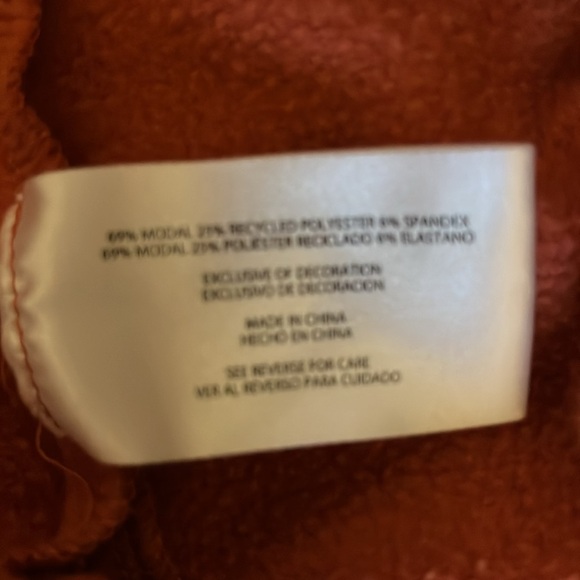 69% MODAL 25% RECYCLED POLYESTER 6% SPANDEX
69% MODAL 25% POLIÉSTER RECICLADO 6% ELASTANO
EXCLUSIVE OF DECORATION
EXCLUSIVO DE DECORACION
MADE IN CHINA
HECHO EN CHINA
SEE REVERSE FOR CARE
VER AL REVERSO PARA CUIDADO